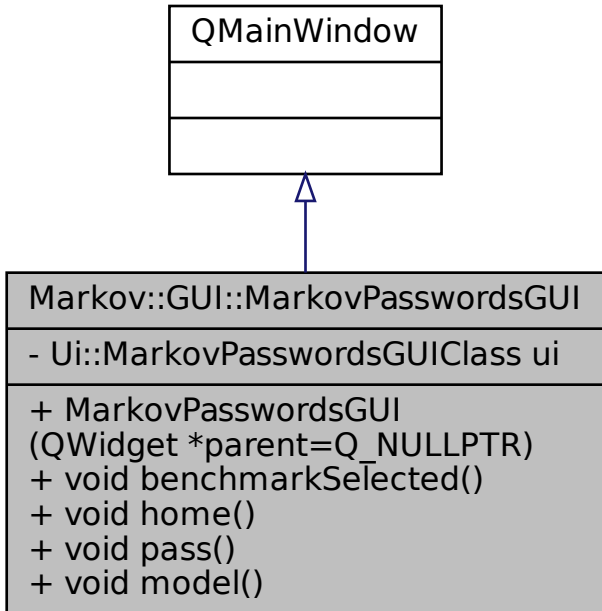 QMainWindow
Markov::GUI::MarkovPasswordsGUI
- Ui::MarkovPasswordsGUIClass ui
+ MarkovPasswordsGUI
(QWidget *parent=Q_NULLPTR)
+ void benchmarkSelected()
+ void home()
+ void pass()
+ void model()